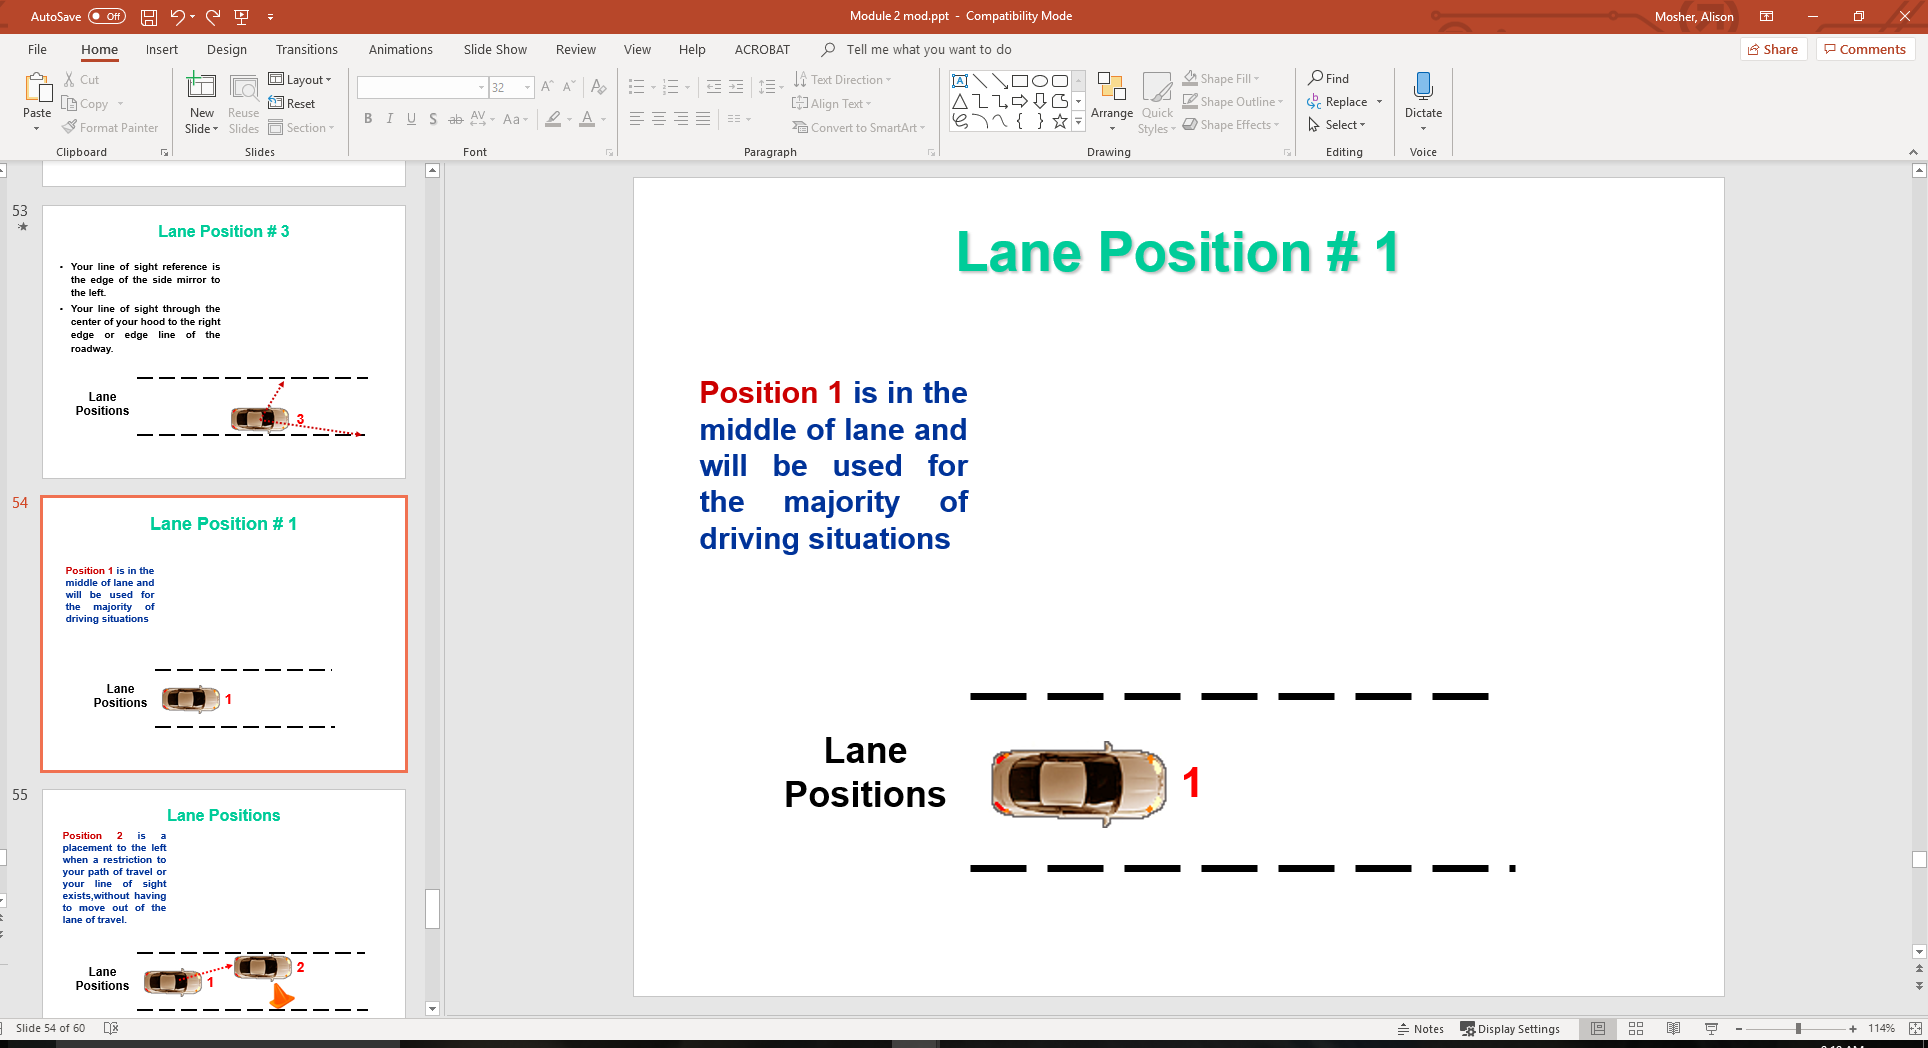 AutoSave Off
Module 2 mod.ppt - Compatibility Mode
Mosher, Alison
File Home Insert Design Transitions Animations Slide Show Review View Help ACROBAT Tell me what you want to do
Share Comments
Paste
Cut
Copy
Format Painter
Clipboard
New Slide
Reuse Slides
Layout
Reset
Section
Slides
32
B I U S ab AV Aa A
Font
Text Direction
Align Text
Convert to SmartArt
Paragraph
Arrange
Quick Styles
Shape Fill
Shape Outline
Shape Effects
Drawing
Find
Replace
Select
Editing
Dictate
Voice
53
Lane Position # 3
• Your line of sight reference is
the edge of the side mirror to
the left.
• Your line of sight through the
center of your hood to the right
edge or edge line of the
roadway.
Lane
Positions
3
54
Lane Position # 1
Position 1 is in the
middle of lane and
will be used for
the majority of
driving situations
Lane
Positions
1
55
Lane Positions
Position 2 is a
placement to the left
when a restriction to
your path of travel or
your line of sight
exists,without having
to move out of the
lane of travel.
Lane
Positions
1
2
Lane Position # 1
Position 1 is in the
middle of lane and
will be used for
the majority of
driving situations
Lane
Positions
1
Slide 54 of 60
Notes Display Settings
114%